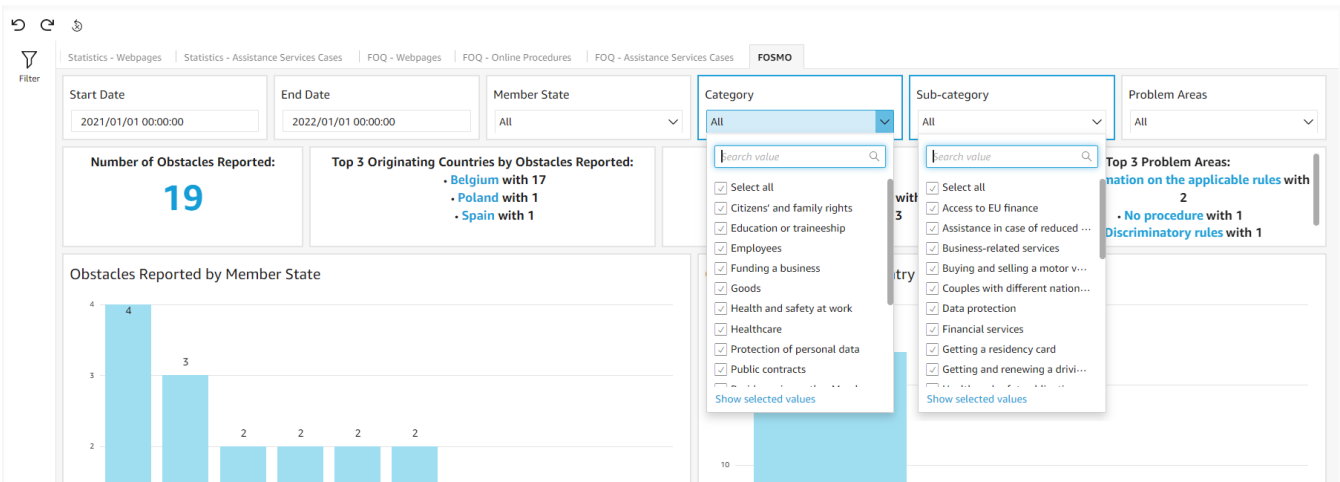 Filter
Statistics - Webpages
Statistics - Assistance Services Cases
FOQ - Webpages
FOQ - Online Procedures
FOQ - Assistance Services Cases
FOSMO
Start Date
2021/01/01 00:00:00
End Date
2022/01/01 00:00:00
Member State
All
Category
All
Sub-category
All
Problem Areas
All
Number of Obstacles Reported:
19
Top 3 Originating Countries by Obstacles Reported:
• Belgium with 17
• Poland with 1
• Spain with 1
with
3
Top 3 Problem Areas:
on the applicable rules with
2
• No procedure with 1
Discriminatory rules with 1
Search value
Select all
Citizens' and family rights
Education or traineeship
Employees
Funding a business
Goods
Health and safety at work
Healthcare
Protection of personal data
Public contracts
Show selected values
Search value
Select all
Access to EU finance
Assistance in case of reduced ...
Business-related services
Buying and selling a motor v...
Couples with different nation...
Data protection
Financial services
Getting a residency card
Getting and renewing a drivi...
Show selected values
Obstacles Reported by Member State
4
4
3
3
2
2
2
2
2
10